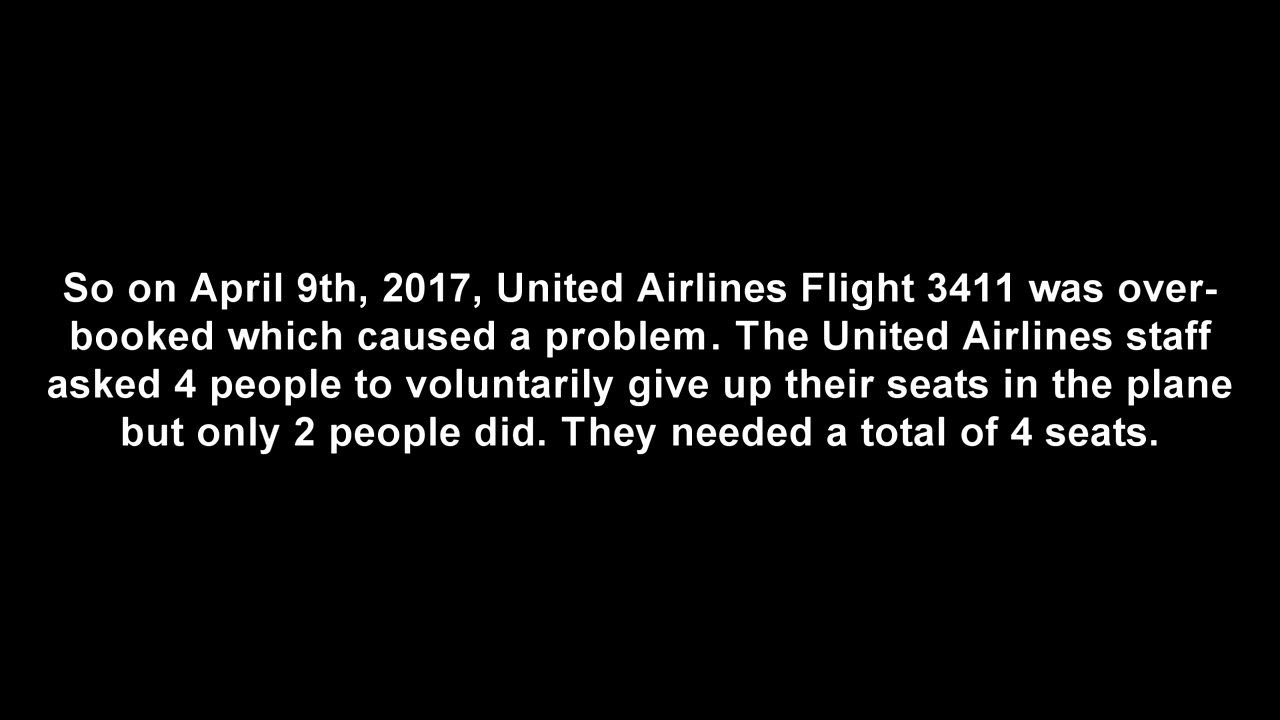 So on April 9th, 2017, United Airlines Flight 3411 was over-
booked which caused a problem. The United Airlines staff
asked 4 people to voluntarily give up their seats in the plane
but only 2 people did. They needed a total of 4 seats.